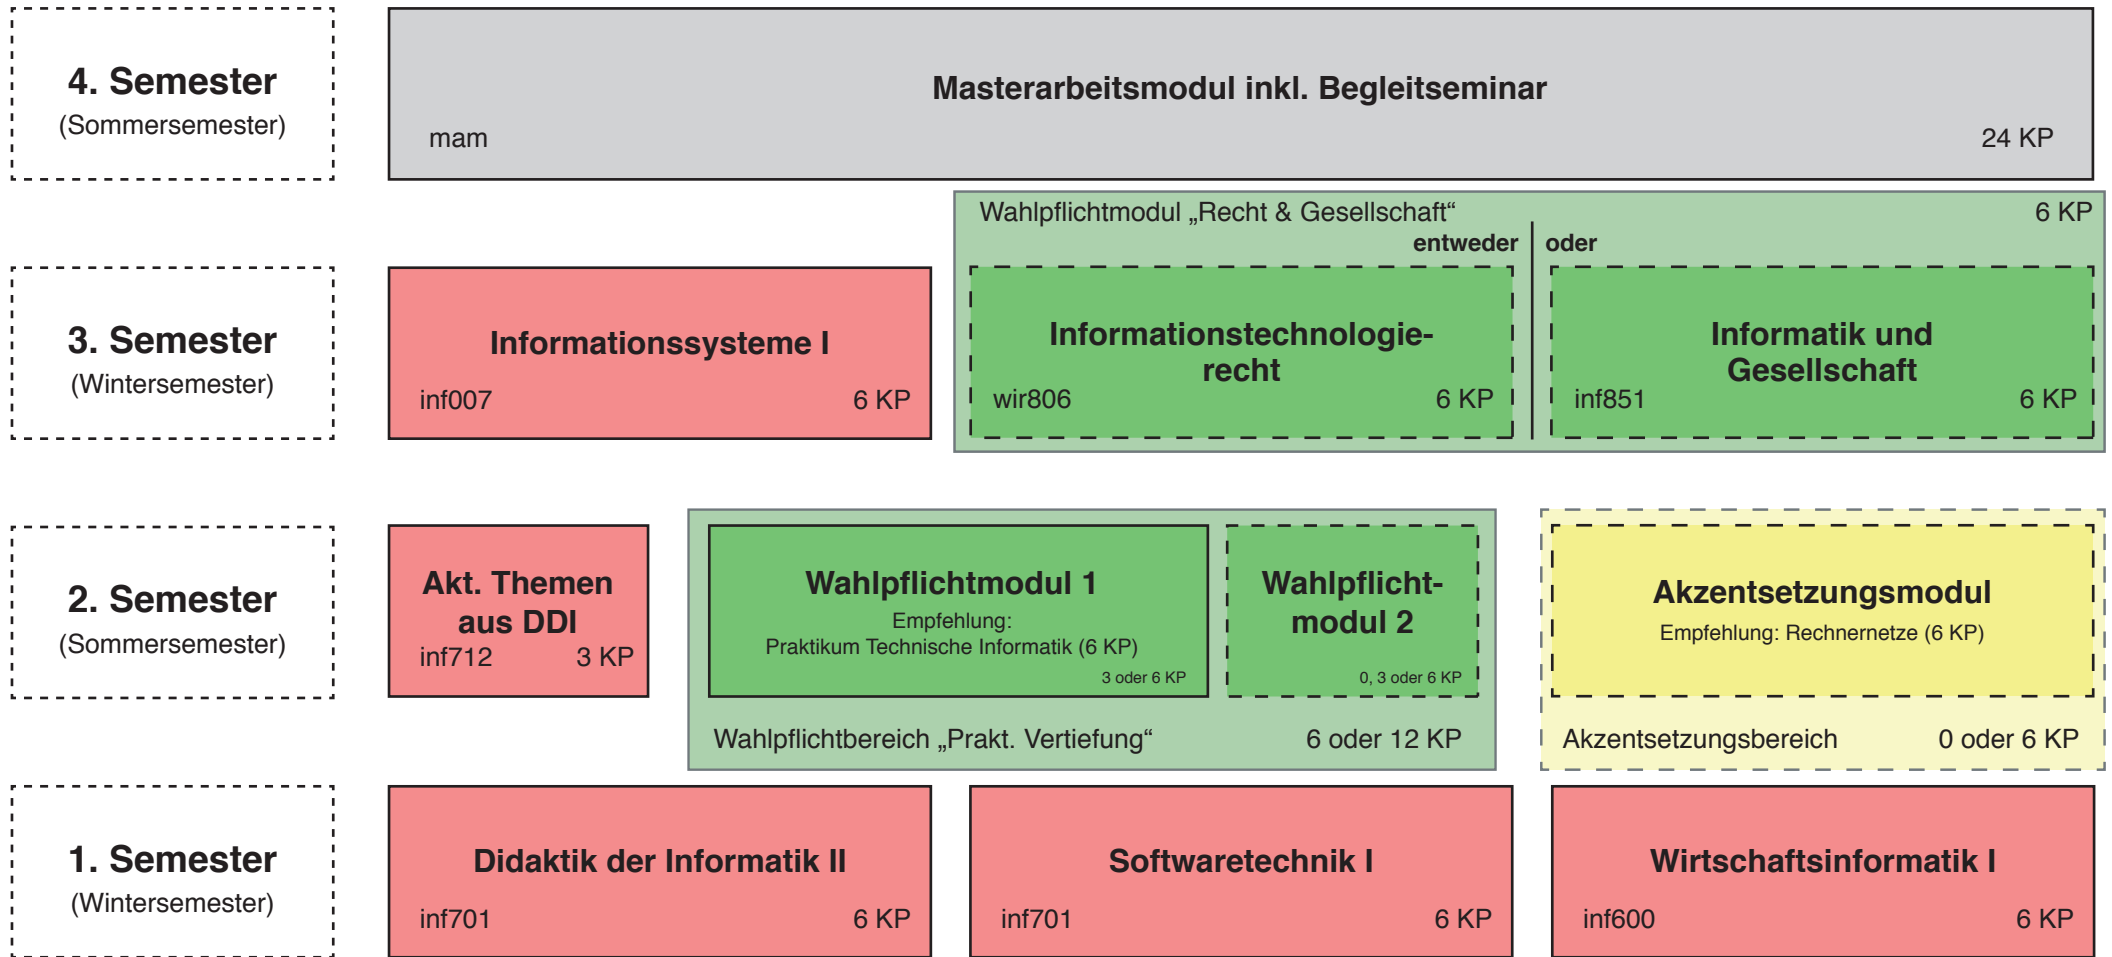 4. Semester
(Sommersemester)
Masterarbeitsmodul inkl. Begleitseminar
mam
24 KP
Wahlpflichtmodul „Recht & Gesellschaft“
6 KP
entweder
oder
3. Semester
(Wintersemester)
Informationssysteme I
inf007
6 KP
Informationstechnologie-
recht
wir806
6 KP
Informatik und
Gesellschaft
inf851
6 KP
2. Semester
(Sommersemester)
Akt. Themen
aus DDI
inf712
3 KP
Wahlpflichtmodul 1
Empfehlung:
Praktikum Technische Informatik (6 KP)
3 oder 6 KP
Wahlpflicht-
modul 2
0, 3 oder 6 KP
Wahlpflichtbereich „Prakt. Vertiefung“
6 oder 12 KP
Akzentsetzungsmodul
Empfehlung: Rechnernetze (6 KP)
Akzentsetzungsbereich
0 oder 6 KP
1. Semester
(Wintersemester)
Didaktik der Informatik II
inf701
6 KP
Softwaretechnik I
inf701
6 KP
Wirtschaftsinformatik I
inf600
6 KP